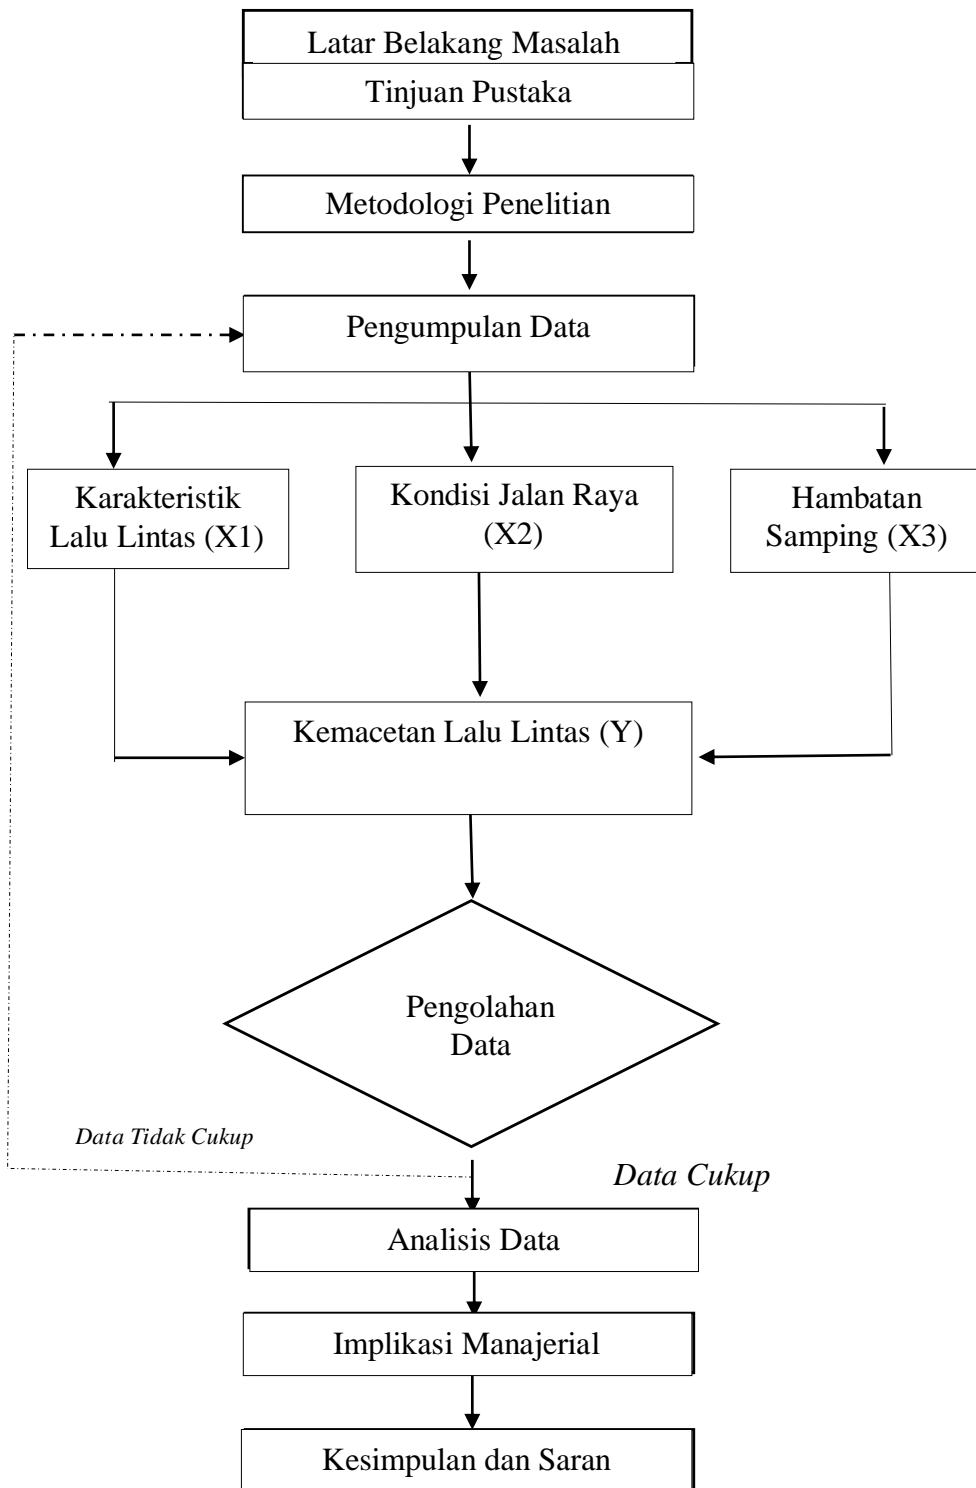 Latar Belakang Masalah
Tinjuan Pustaka
Metodologi Penelitian
Pengumpulan Data
Karakteristik
Lalu Lintas (X1)
Kondisi Jalan Raya
(X2)
Hambatan
Samping (X3)
Kemacetan Lalu Lintas (Y)
Pengolahan
Data
Data Tidak Cukup
Data Cukup
Analisis Data
Implikasi Manajerial
Kesimpulan dan Saran